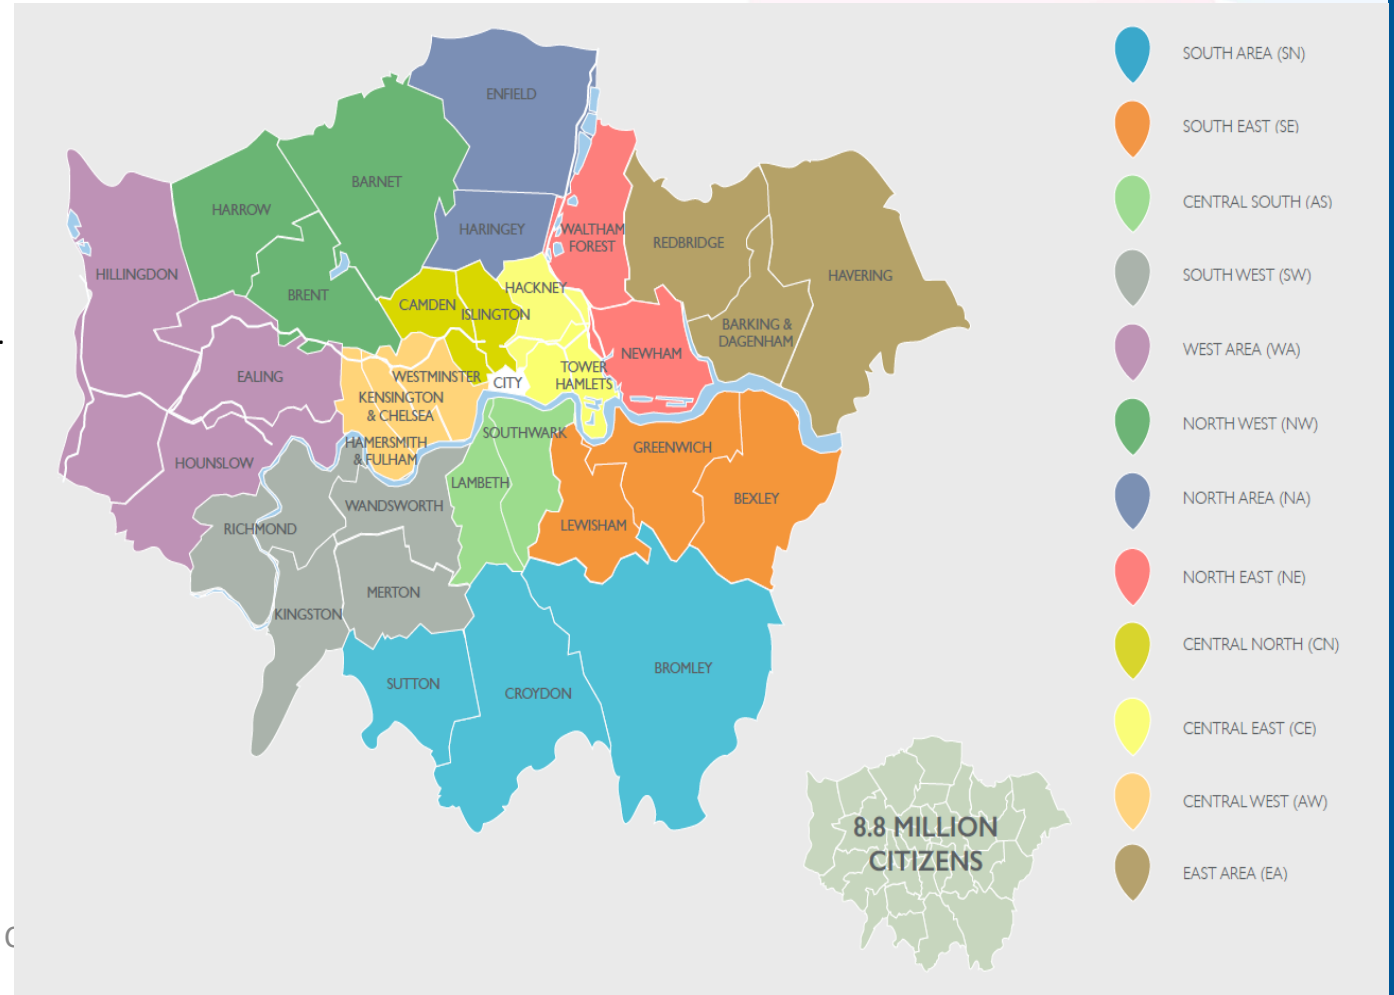 ENFIELD
BARNET
HARROW
HARINGEY
WALTHAM
FOREST
REDBRIDGE
HILLINGDON
HAVERING
BRENT
HACKNEY
CAMDEN
ISLINGTON
BARKING &
DAGENHAM
NEWHAM
EALING
WESTMINSTER
CITY
TOWER
HAMLETS
KENSINGTON
& CHELSEA
SOUTHWARK
HAMERSMITH
& FULHAM
GREENWICH
HOUNSLOW
LAMBETH
BEXLEY
WANDSWORTH
RICHMOND
LEWISHAM
MERTON
KINGSTON
BROMLEY
SUTTON
CROYDON
8.8 MILLION
CITIZENS
SOUTH AREA (SN)
SOUTH EAST (SE)
CENTRAL SOUTH (AS)
SOUTH WEST (SW)
WEST AREA (WA)
NORTH WEST (NW)
NORTH AREA (NA)
NORTH EAST (NE)
CENTRAL NORTH (CN)
CENTRAL EAST (CE)
CENTRAL WEST (AW)
EAST AREA (EA)